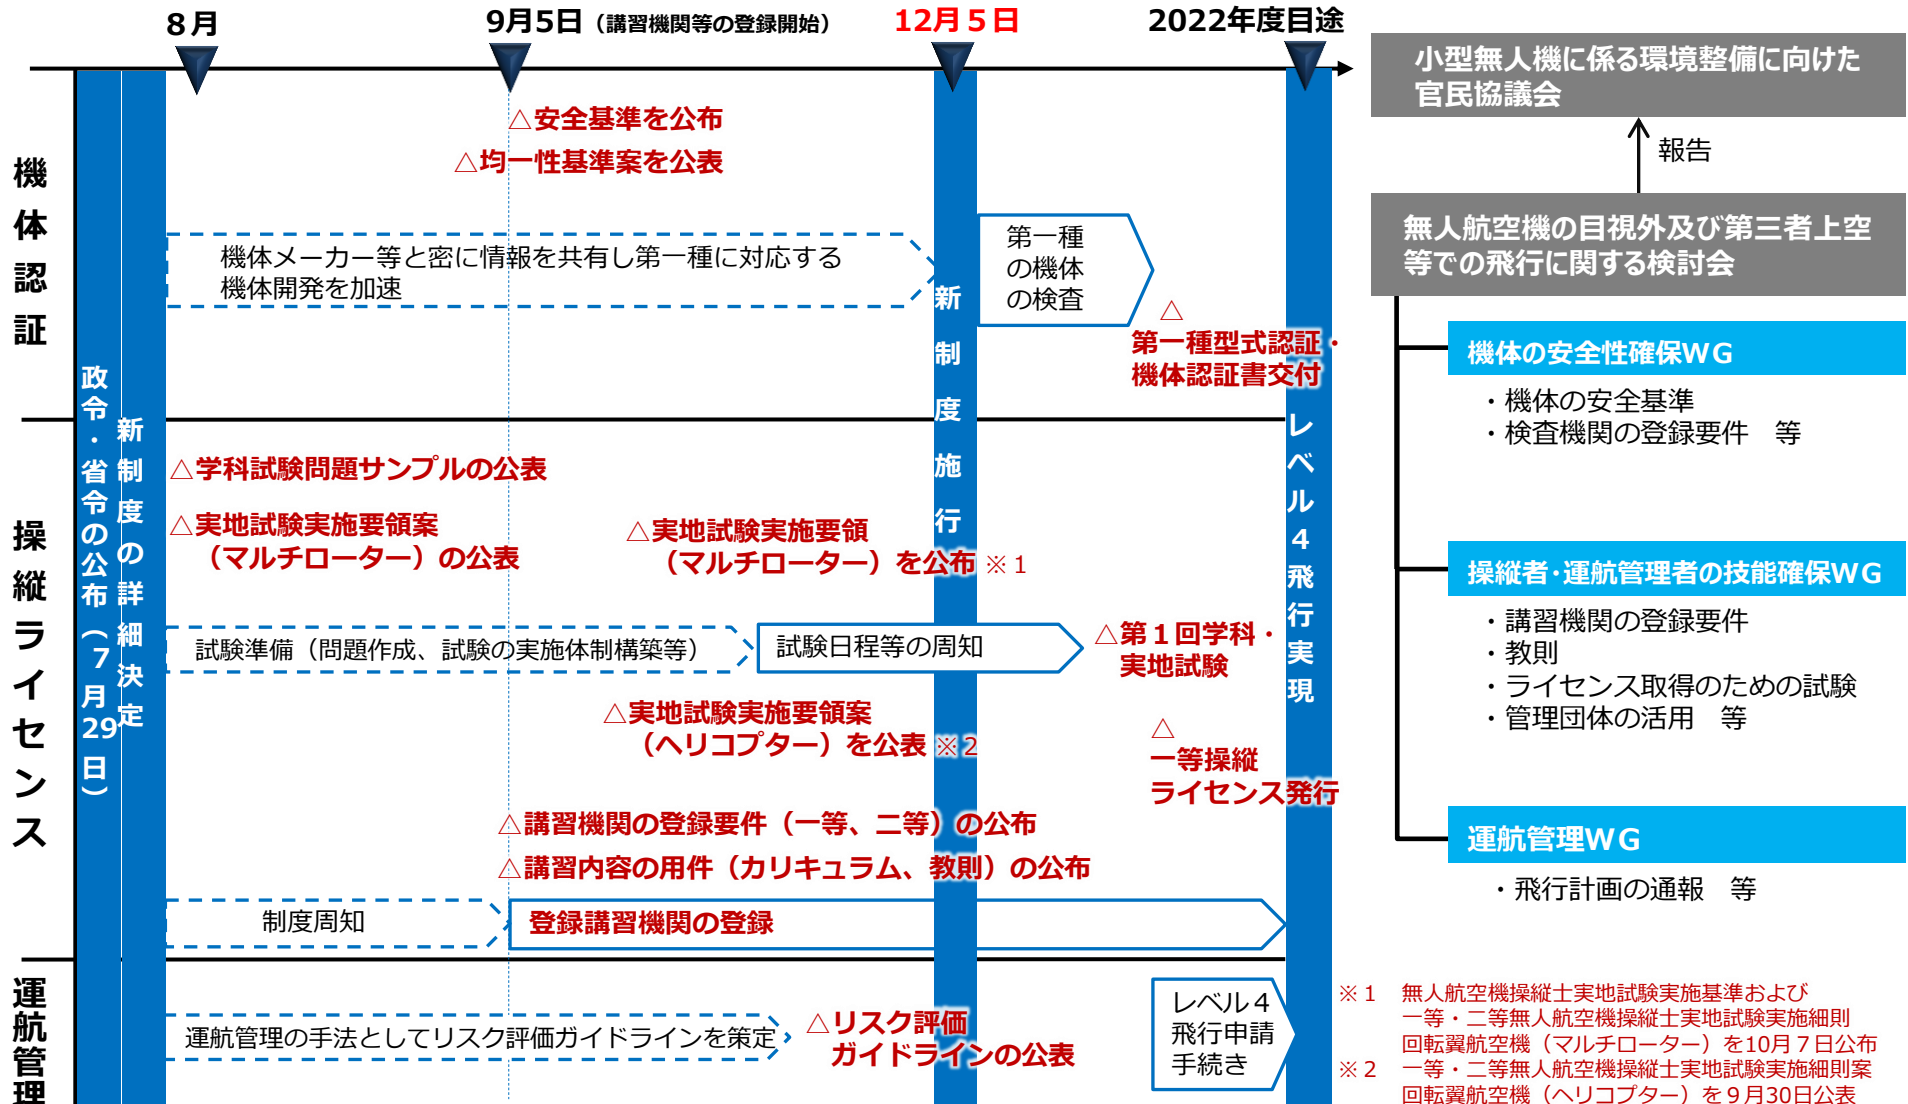 ８月
9月5日（講習機関等の登録開始）
12月５日
2022年度目途
機体認証
政令・省令の公布（７月29日）
新制度の詳細決定
△安全基準を公布
△均一性基準案を公表
機体メーカー等と密に情報を共有し第一種に対応する
機体開発を加速
新制度施行
第一種
の機体
の検査
△
第一種型式認証・
機体認証書交付
レベル４飛行実現
操縦ライセンス
△学科試験問題サンプルの公表
△実地試験実施要領案
（マルチローター）の公表
△実地試験実施要領
（マルチローター）を公布 ※１
試験準備（問題作成、試験の実施体制構築等）
試験日程等の周知
△第１回学科・
実地試験
△実地試験実施要領案
（ヘリコプター）を公表 ※２
△
一等操縦
ライセンス発行
△講習機関の登録要件（一等、二等）の公布
△講習内容の用件（カリキュラム、教則）の公布
制度周知
登録講習機関の登録
運航管理
運航管理の手法としてリスク評価ガイドラインを策定
△リスク評価
ガイドラインの公表
レベル４
飛行申請
手続き
小型無人機に係る環境整備に向けた
官民協議会
報告
無人航空機の目視外及び第三者上空
等での飛行に関する検討会
機体の安全性確保ＷＧ
・機体の安全基準
・検査機関の登録要件　等
操縦者・運航管理者の技能確保ＷＧ
・講習機関の登録要件
・教則
・ライセンス取得のための試験
・管理団体の活用　等
運航管理ＷＧ
・飛行計画の通報　等
※１　無人航空機操縦士実地試験実施基準および
一等・二等無人航空機操縦士実地試験実施細則
回転翼航空機（マルチローター）を10月７日公布
※２　一等・二等無人航空機操縦士実地試験実施細則案
回転翼航空機（ヘリコプター）を９月30日公表